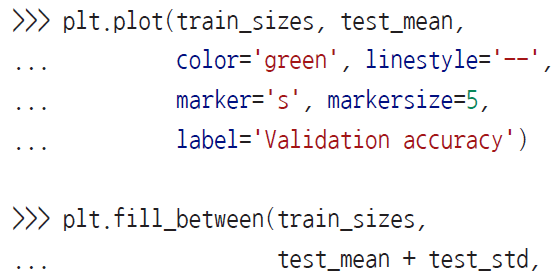 >>> plt.plot(train_sizes, test_mean,
...          color='green', linestyle='--',
...          marker='s', markersize=5,
...          label='Validation accuracy')
>>> plt.fill_between(train_sizes,
...                  test_mean + test_std,